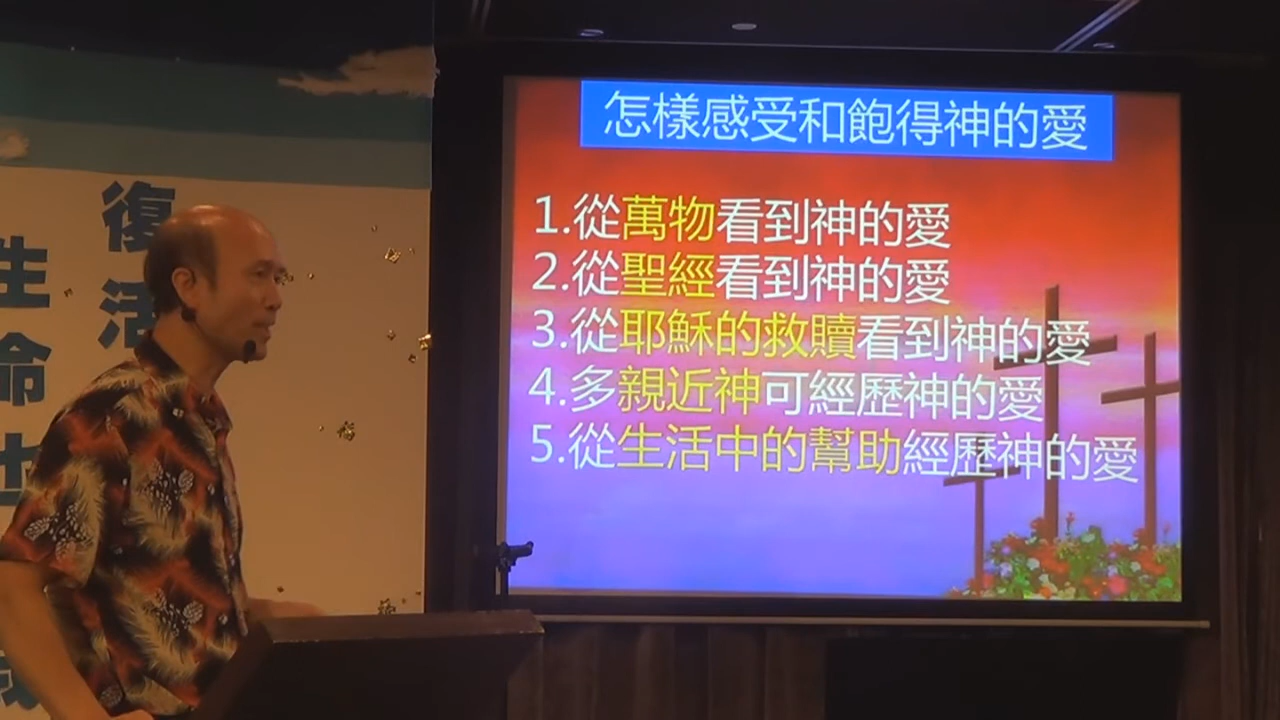 怎樣感受和飽得神的愛
1.從萬物看到神的愛
2.從聖經看到神的愛
3.從耶穌的救贖看到神的愛
4.多親近神可經歷神的愛
5.從生活中的幫助經歷神的愛
復活
生命也